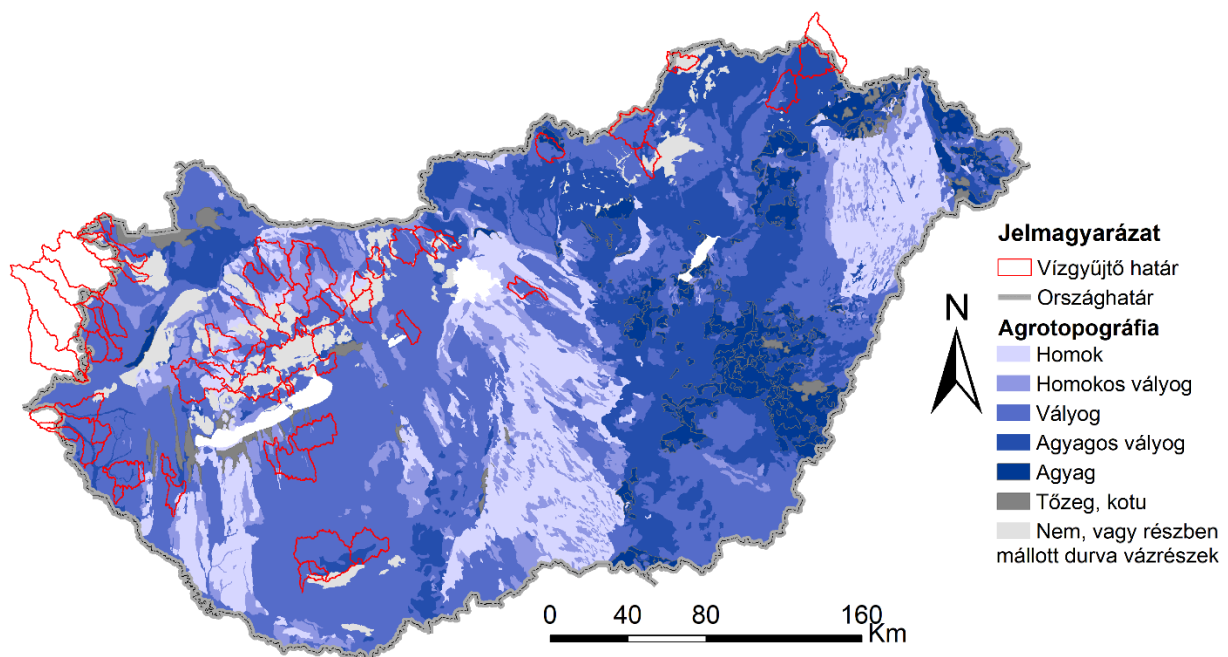 Jelmagyarázat
Vízgyűjtő határ
Országhatár
Agrotopográfia
Homok
Homokos vályog
Vályog
Agyagos vályog
Agyag
Tőzeg, kotu
Nem, vagy részben
mállott durva vázrészek
N
0 40 80 160
Km